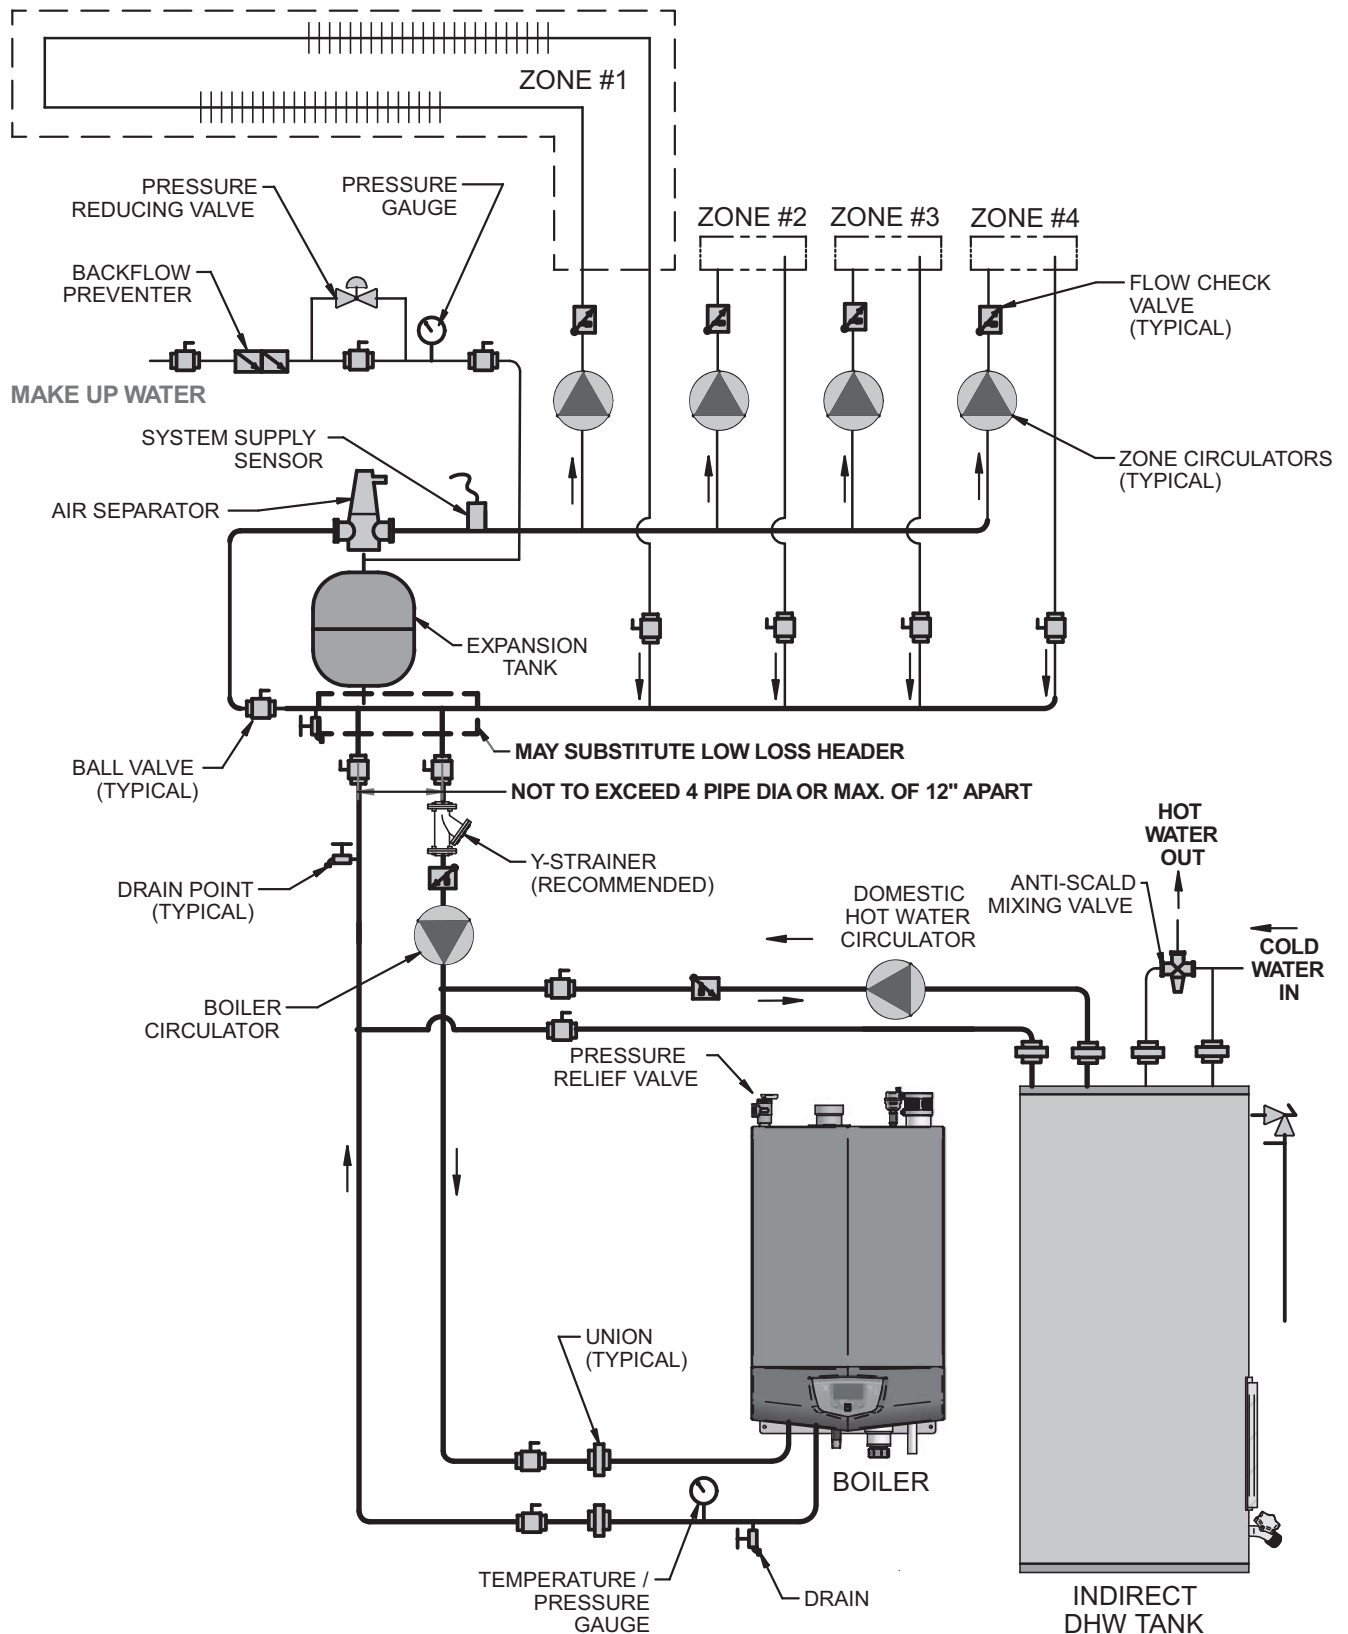 ZONE #1
PRESSURE
REDUCING VALVE
PRESSURE
GAUGE
ZONE #2
ZONE #3
ZONE #4
BACKFLOW
PREVENTER
FLOW CHECK
VALVE
(TYPICAL)
MAKE UP WATER
SYSTEM SUPPLY
SENSOR
ZONE CIRCULATORS
(TYPICAL)
AIR SEPARATOR
EXPANSION
TANK
BALL VALVE
(TYPICAL)
MAY SUBSTITUTE LOW LOSS HEADER
NOT TO EXCEED 4 PIPE DIA OR MAX. OF 12" APART
HOT
WATER
OUT
Y-STRAINER
(RECOMMENDED)
DRAIN POINT
(TYPICAL)
DOMESTIC
HOT WATER
CIRCULATOR
ANTI-SCALD
MIXING VALVE
COLD
WATER
IN
BOILER
CIRCULATOR
PRESSURE
RELIEF VALVE
UNION
(TYPICAL)
BOILER
TEMPERATURE /
PRESSURE
GAUGE
DRAIN
INDIRECT
DHW TANK